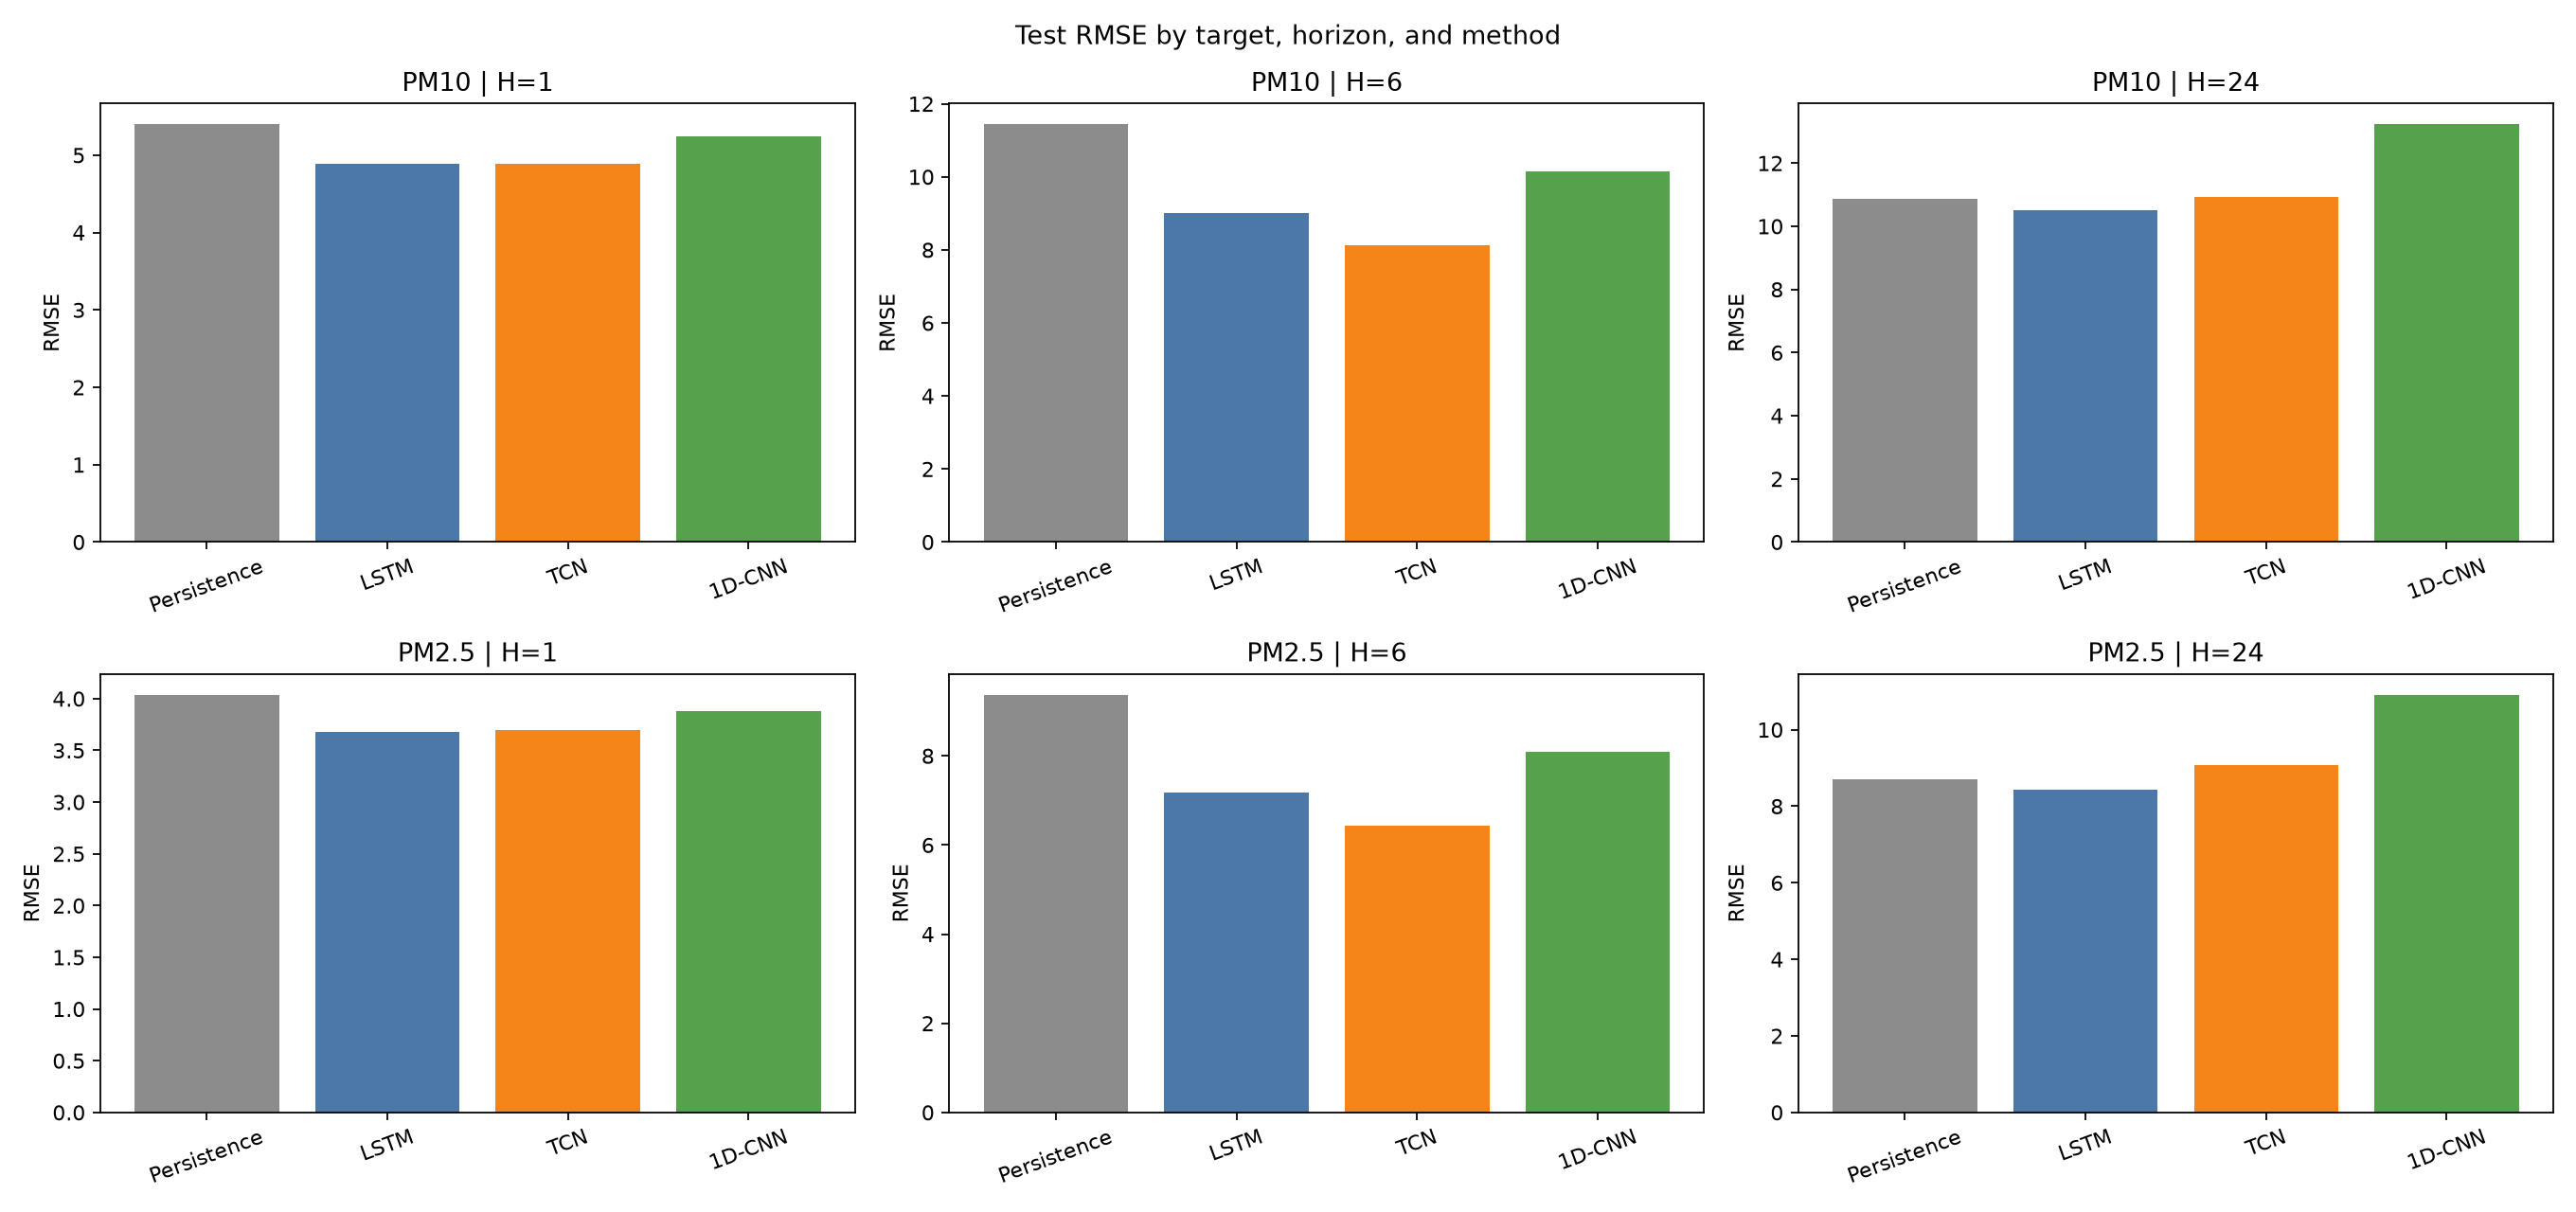 Test RMSE by target, horizon, and method
PM10 | H=1
RMSE
5
4
3
2
1
0
Persistence
LSTM
TCN
1D-CNN
PM10 | H=6
RMSE
12
10
8
6
4
2
0
Persistence
LSTM
TCN
1D-CNN
PM10 | H=24
RMSE
12
10
8
6
4
2
0
Persistence
LSTM
TCN
1D-CNN
PM2.5 | H=1
RMSE
4.0
3.5
3.0
2.5
2.0
1.5
1.0
0.5
0.0
Persistence
LSTM
TCN
1D-CNN
PM2.5 | H=6
RMSE
8
6
4
2
0
Persistence
LSTM
TCN
1D-CNN
PM2.5 | H=24
RMSE
10
8
6
4
2
0
Persistence
LSTM
TCN
1D-CNN